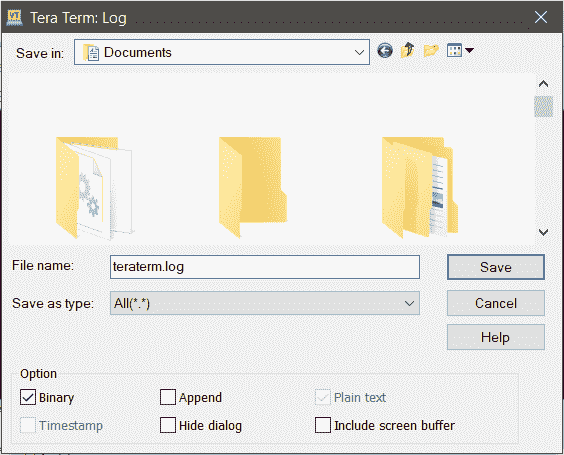 Tera Term: Log
Save in: Documents
File name: teraterm.log Save
Save as type: All(*.*) Cancel
Help
Option
Binary Append Plain text
Timestamp Hide dialog Include screen buffer